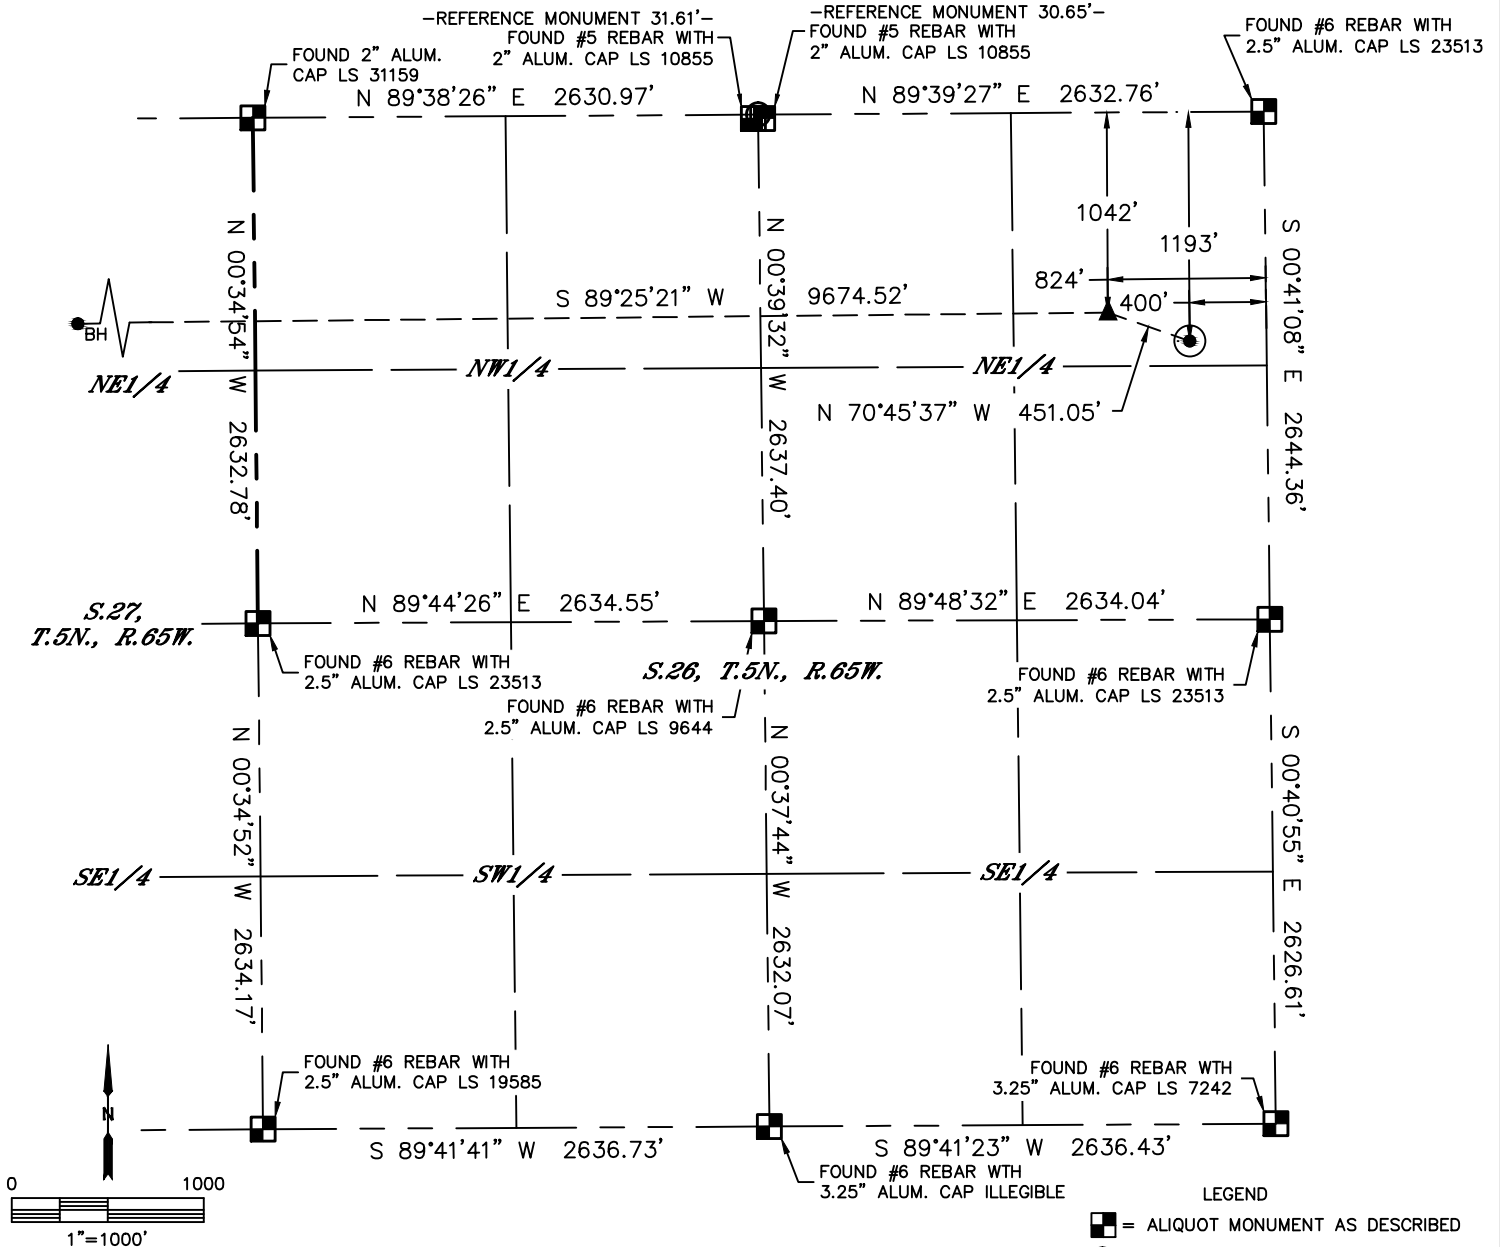 -REFERENCE MONUMENT 31.61'-
FOUND #5 REBAR WITH
2" ALUM. CAP LS 10855
-REFERENCE MONUMENT 30.65'-
FOUND #5 REBAR WITH
2" ALUM. CAP LS 10855
FOUND #6 REBAR WITH
2.5" ALUM. CAP LS 23513
FOUND 2" ALUM.
CAP LS 31159
N 89°38'26" E 2630.97'
N 89°39'27" E 2632.76'
N 00°34'54" W 2632.78'
N 00°39'32" W 2637.40'
S 00°41'08" E 2644.36'
1042'
1193'
824'
400'
S 89°25'21" W 9674.52'
BH
NE1/4
NW1/4
NE1/4
N 70°45'37" W 451.05'
N 89°44'26" E 2634.55'
N 89°48'32" E 2634.04'
S.27,
T.5N., R.65W.
S.26, T.5N., R.65W.
FOUND #6 REBAR WITH
2.5" ALUM. CAP LS 23513
FOUND #6 REBAR WITH
2.5" ALUM. CAP LS 9644
FOUND #6 REBAR WITH
2.5" ALUM. CAP LS 23513
N 00°34'52" W 2634.17'
N 00°37'44" W 2632.07'
S 00°40'55" E 2626.61'
SE1/4
SW1/4
SE1/4
FOUND #6 REBAR WITH
2.5" ALUM. CAP LS 19585
FOUND #6 REBAR WTH
3.25" ALUM. CAP LS 7242
N
S 89°41'41" W 2636.73'
S 89°41'23" W 2636.43'
FOUND #6 REBAR WTH
3.25" ALUM. CAP ILLEGIBLE
0 1000
1"=1000'
LEGEND
= ALIQUOT MONUMENT AS DESCRIBED